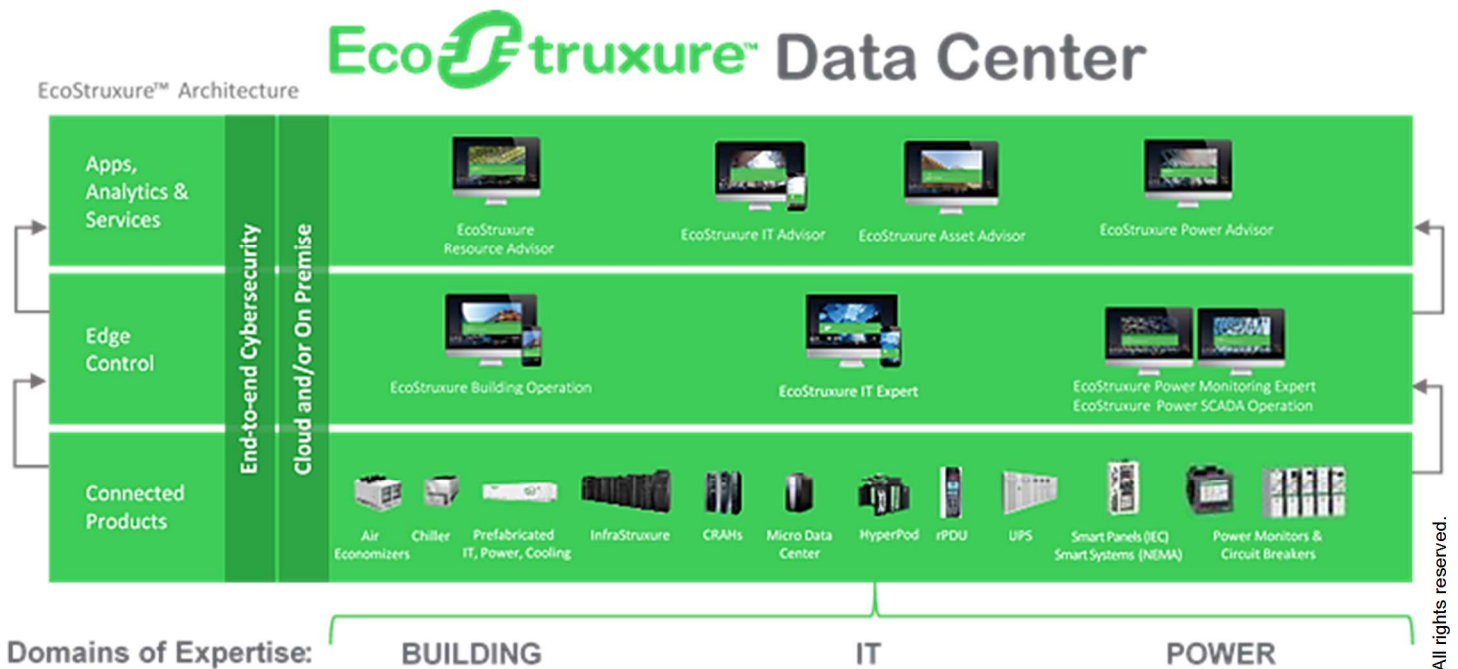 EcoStruxure™ Data Center
EcoStruxure™ Architecture
Apps,
Analytics &
Services
End-to-end Cybersecurity
Cloud and/or On Premise
EcoStruxure
Resource Advisor
EcoStruxure IT Advisor
EcoStruxure Asset Advisor
EcoStruxure Power Advisor
Edge
Control
EcoStruxure Building Operation
EcoStruxure IT Expert
EcoStruxure Power Monitoring Expert
EcoStruxure Power SCADA Operation
Connected
Products
Air
Economizers
Chiller
Prefabricated
IT, Power, Cooling
InfraStruxure
CRAHs
Micro Data
Center
HyperPod
rPDU
UPS
Smart Panels (IEC)
Smart Systems (NEMA)
Power Monitors &
Circuit Breakers
Domains of Expertise:
BUILDING
IT
POWER
All rights reserved.